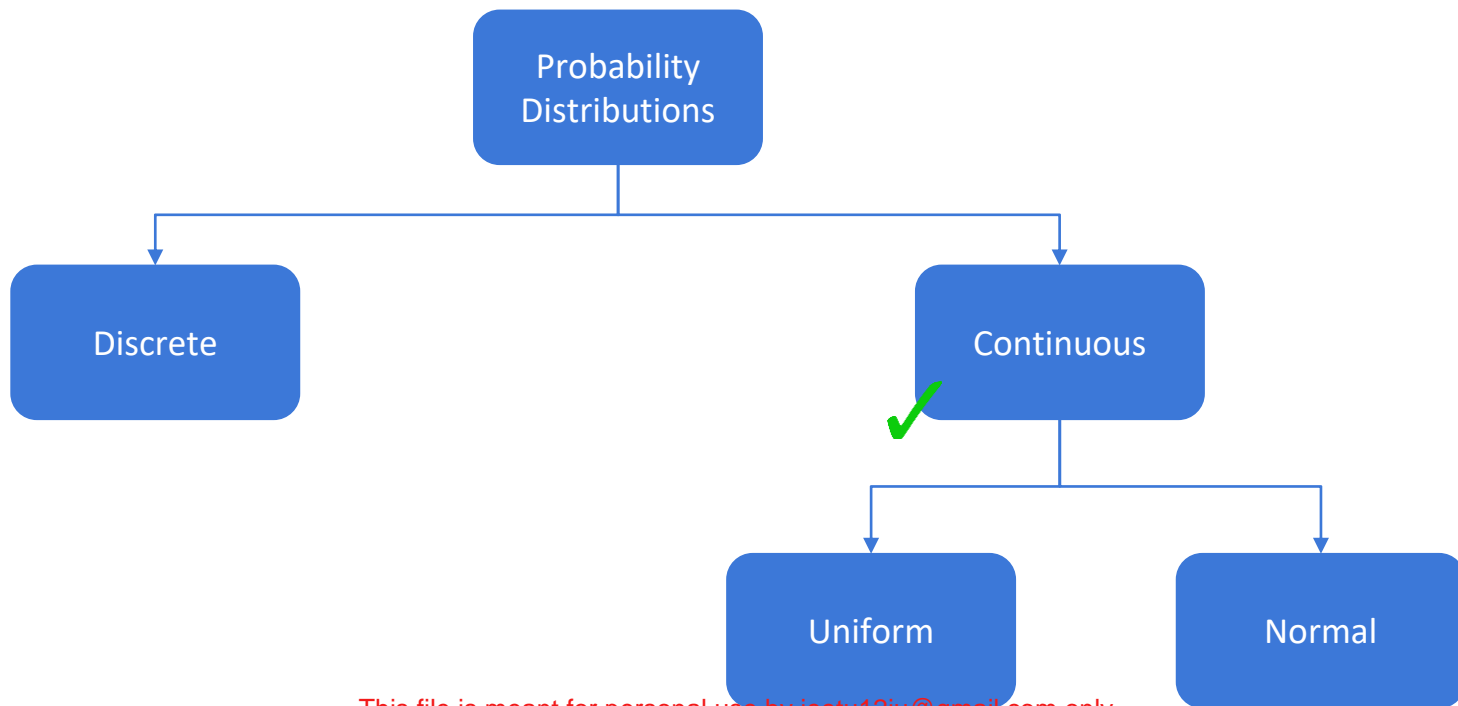 Probability
Distributions
Discrete
Continuous
Uniform
Normal
This file is meant for personal use by only.